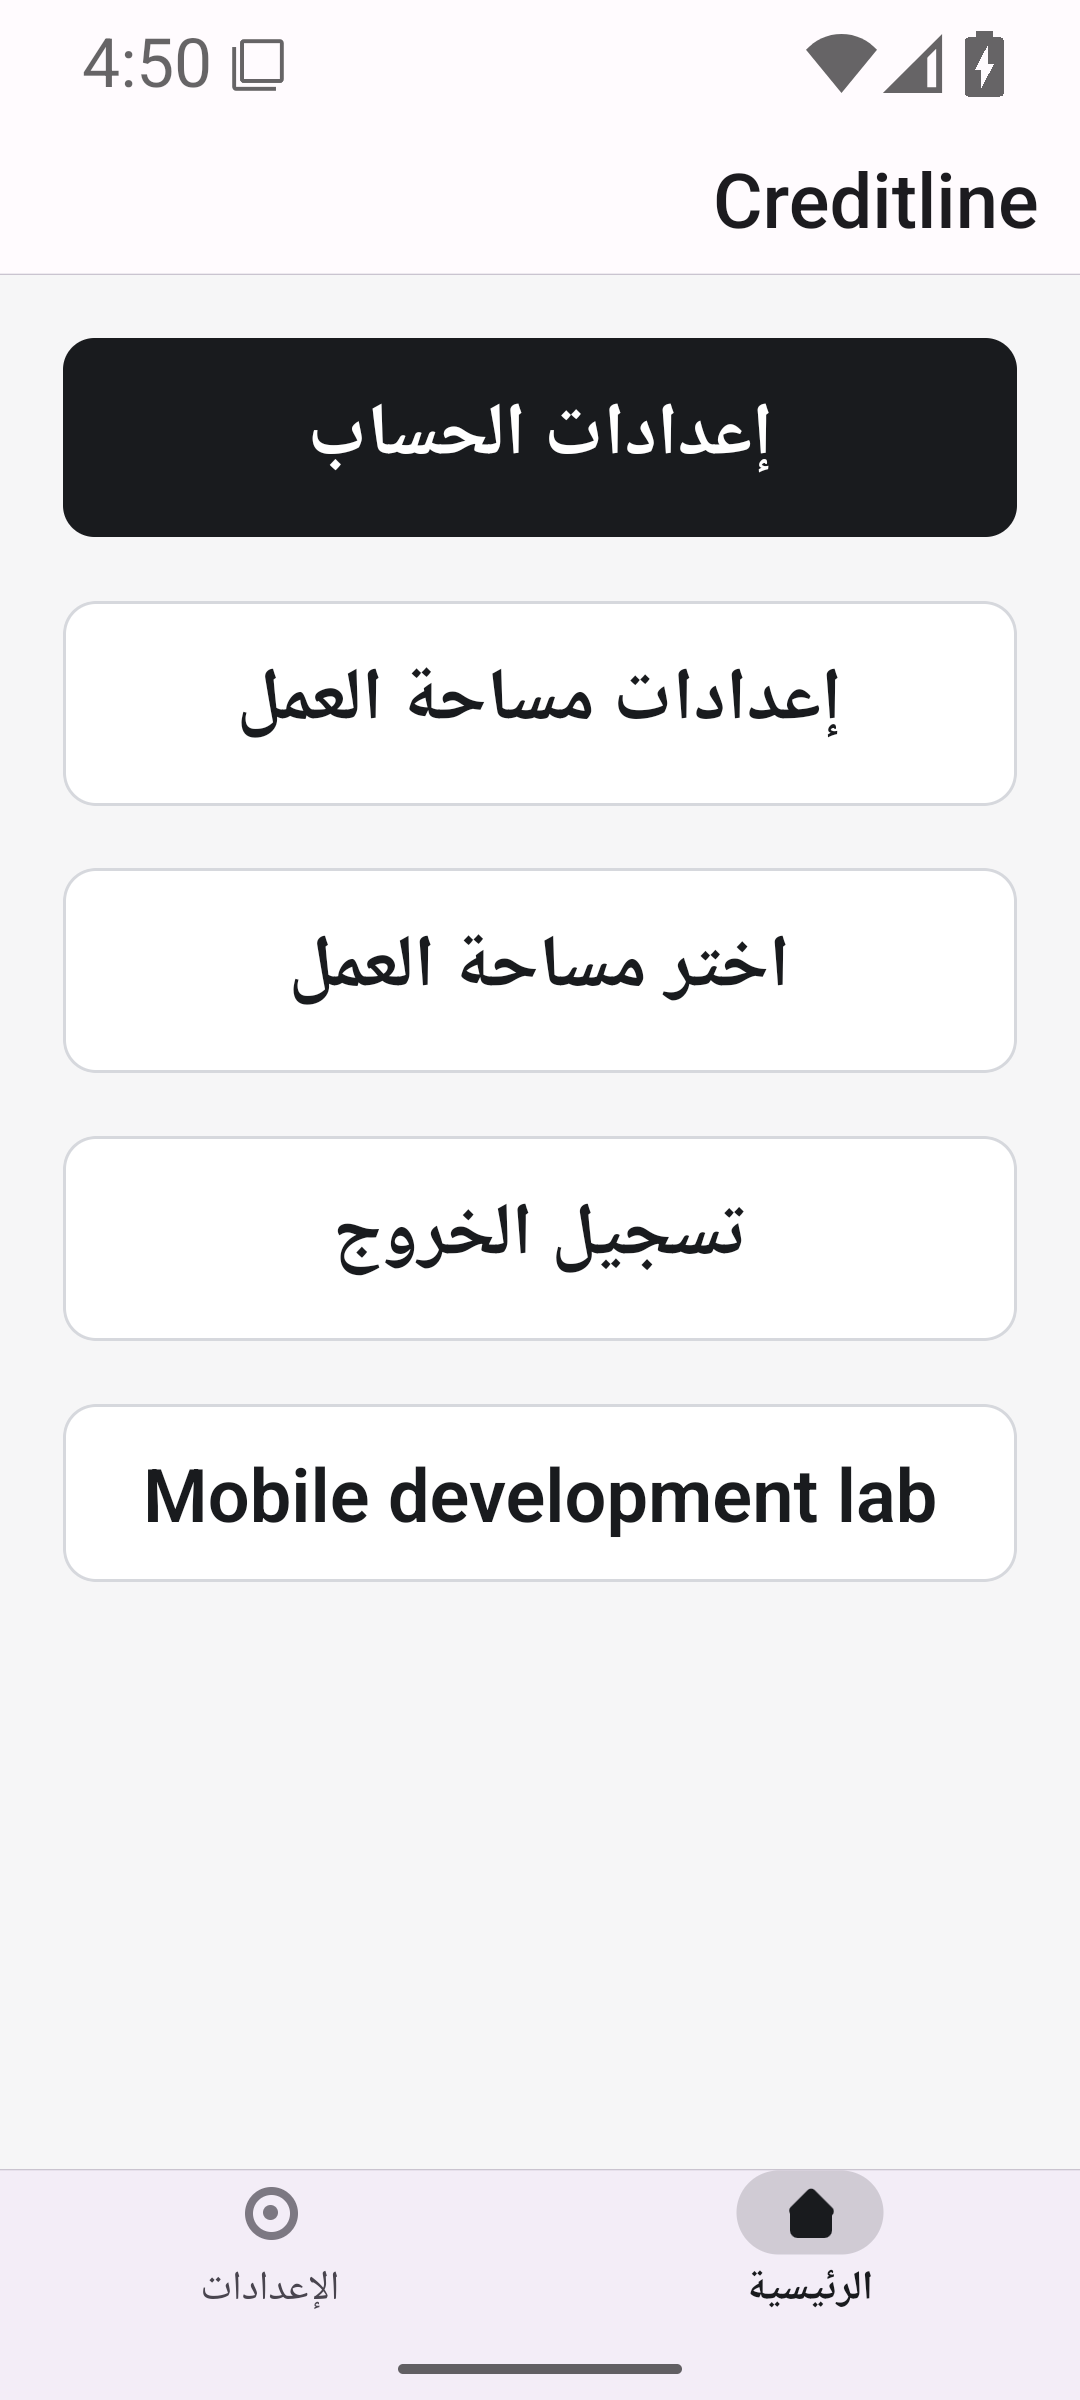 4:50
Creditline
إعدادات الحساب
إعدادات مساحة العمل
اختر مساحة العمل
تسجيل الخروج
Mobile development lab
الرئيسية
الإعدادات